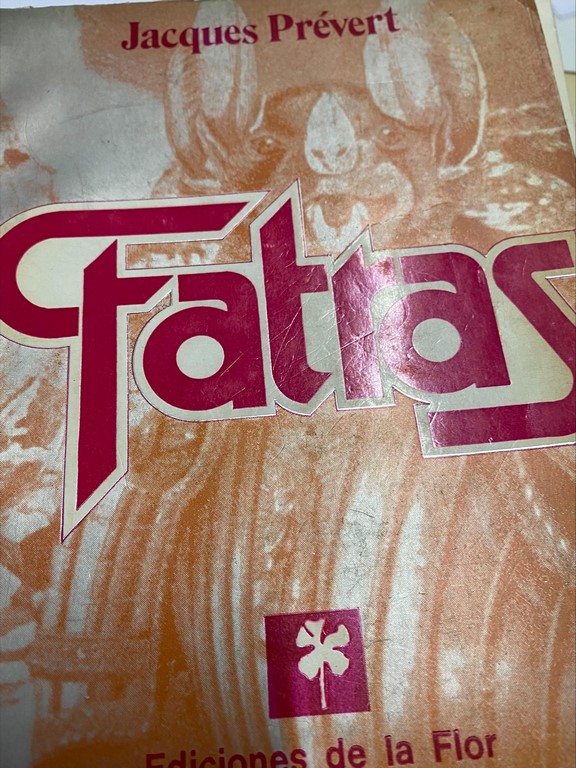 Jacques Prévert
Fatras
Ediciones de la Flor